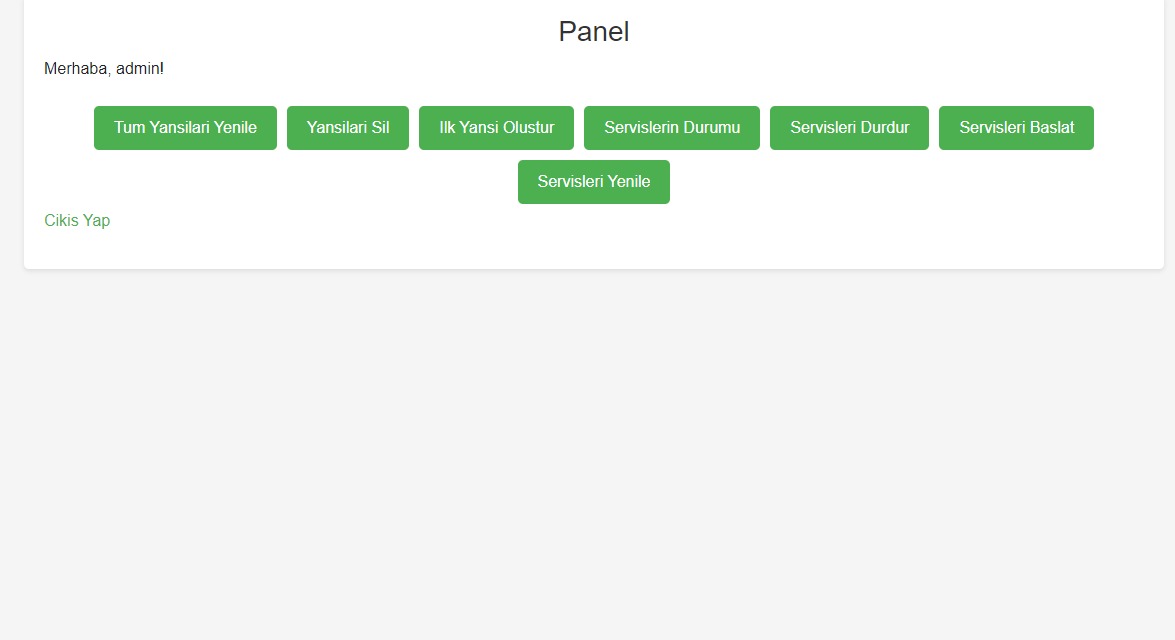 Panel
Merhaba, admin!
Tum Yansilari Yenile Yansilari Sil Ilk Yansi Olustur Servislerin Durumu Servisleri Durdur Servisleri Baslat
Servisleri Yenile
Cikis Yap